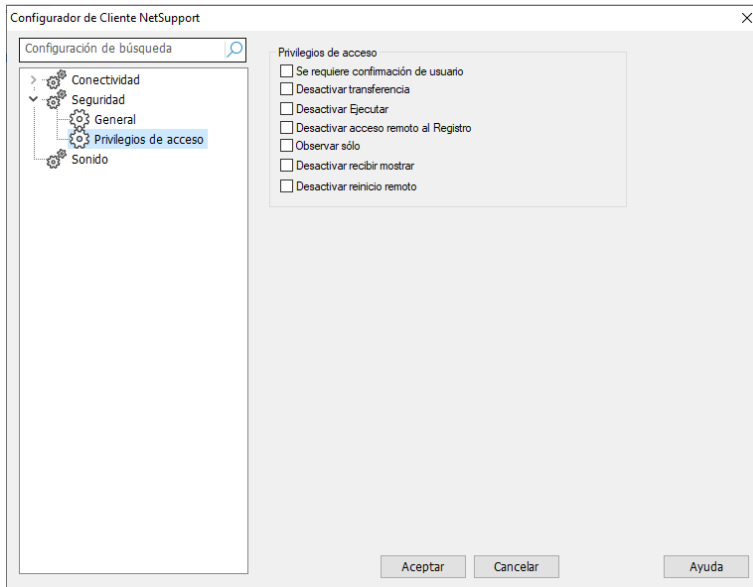 Configurador de Cliente NetSupport
Configuración de búsqueda
Conectividad
Seguridad
General
Privilegios de acceso
Sonido
Privilegios de acceso
Se requiere confirmación de usuario
Desactivar transferencia
Desactivar Ejecutar
Desactivar acceso remoto al Registro
Observar sólo
Desactivar recibir mostrar
Desactivar reinicio remoto
Aceptar
Cancelar
Ayuda